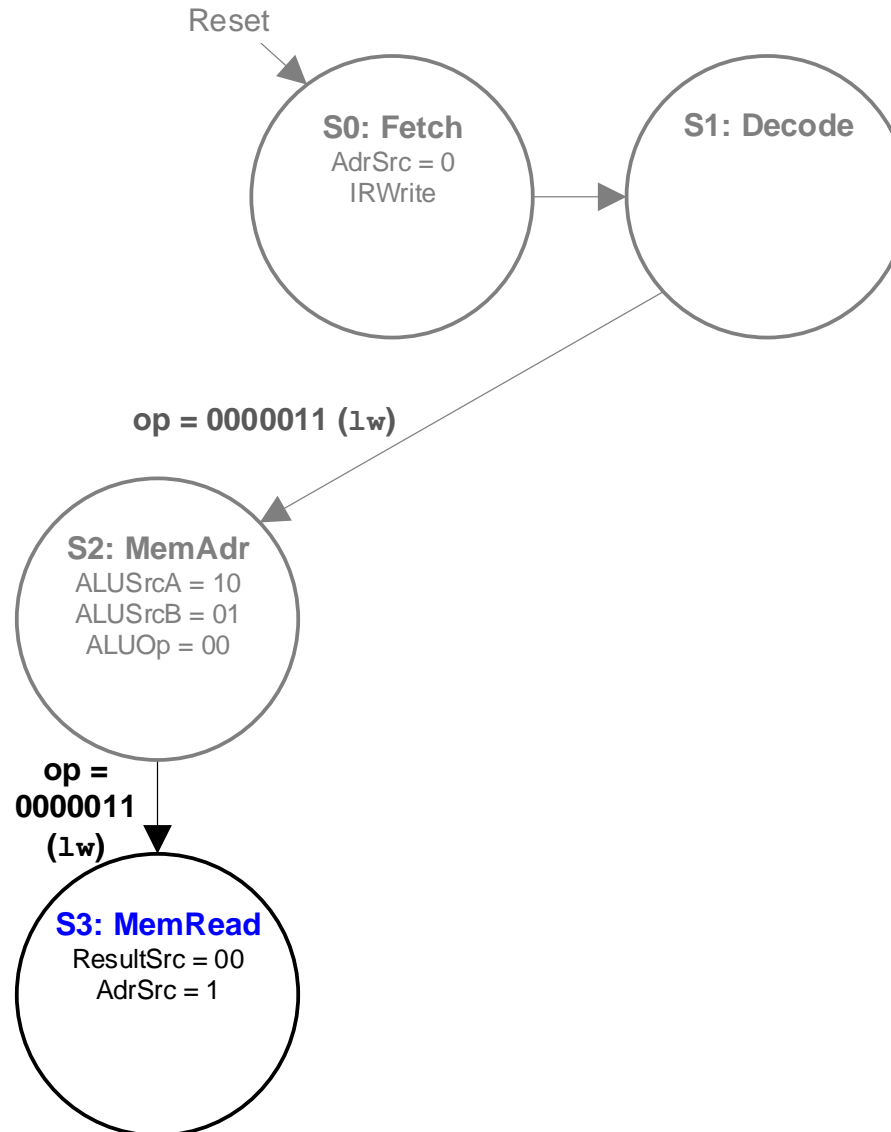 Reset
S0: Fetch
AdrSrc = 0
IRWrite
S1: Decode
op = 0000011 (lw)
S2: MemAdr
ALUSrcA = 10
ALUSrcB = 01
ALUOp = 00
op =
0000011
(lw)
S3: MemRead
ResultSrc = 00
AdrSrc = 1